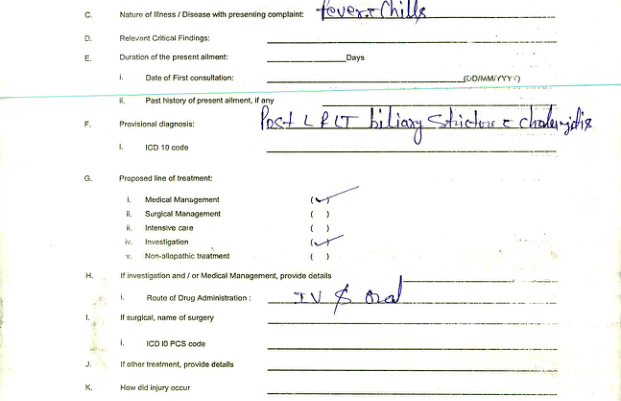 C. Nature of Illness / Disease with presenting complaint: fever c Chills
D. Relevant Critical Findings:
E. Duration of the present ailment: Days
i. Date of First consultation: (DD/MM/YYYY)
ii. Past history of present ailment, if any
F. Provisional diagnosis: Post LRLT biliary Stricture c cholangitis
i. ICD 10 code
G. Proposed line of treatment:
i. Medical Management (✓)
ii. Surgical Management ( )
ii. Intensive care ( )
iv. Investigation (✓)
v. Non-allopathic treatment ( )
H. If investigation and / or Medical Management, provide details
i. Route of Drug Administration : IV & Oral
I. If surgical, name of surgery
i. ICD I0 PCS code
J. If other treatment, provide details
K. How did injury occur